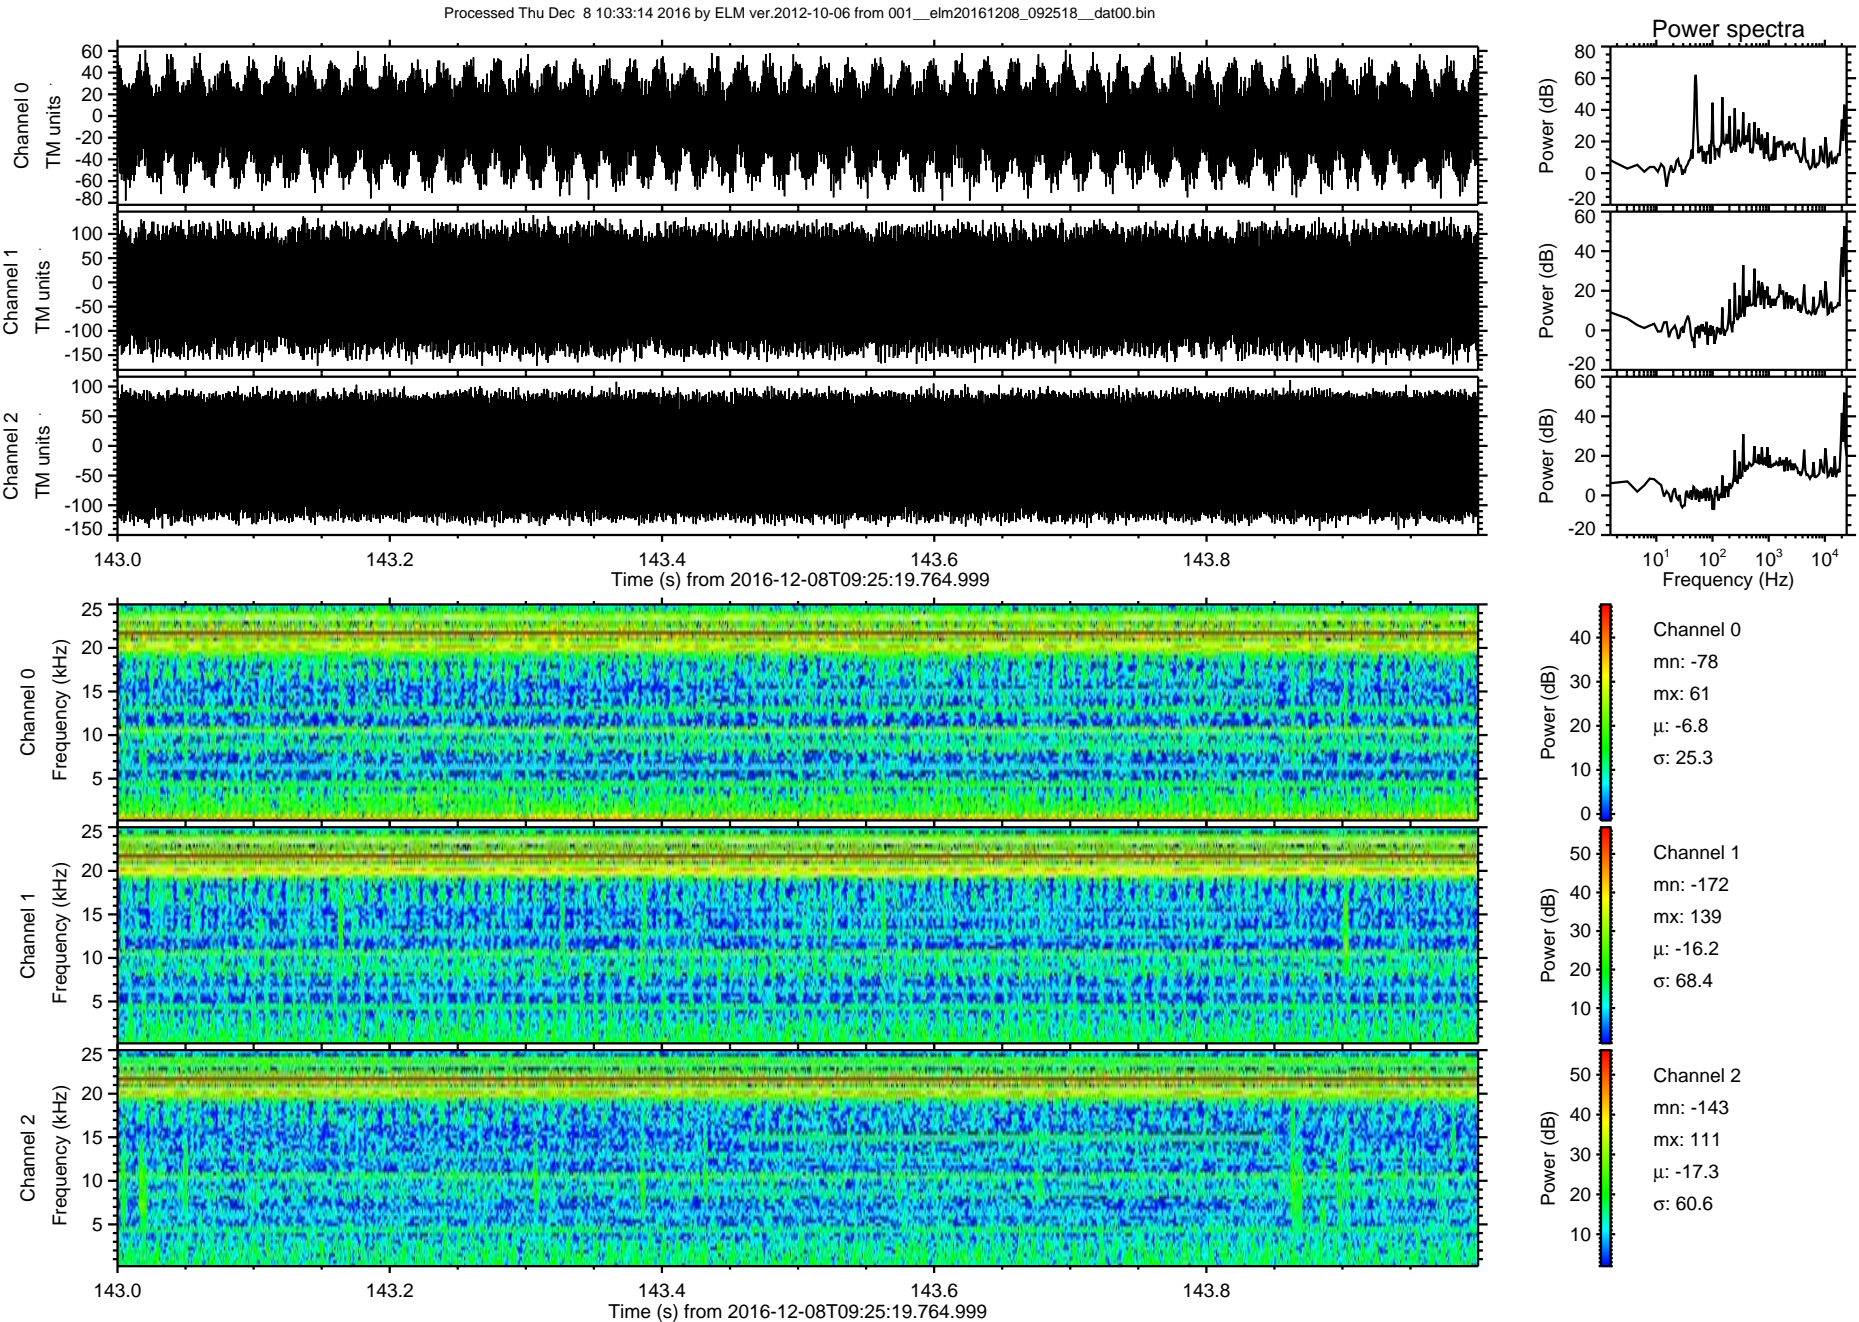 Processed Thu Dec  8 10:33:14 2016 by ELM ver.2012-10-06 from 001__elm20161208_092518__dat00.bin
Power spectra
Channel 0
TM units
60
40
20
0
-20
-40
-60
-80
Power (dB)
80
60
40
20
0
-20
Channel 1
TM units
100
50
0
-50
-100
-150
Power (dB)
60
40
20
0
-20
Channel 2
TM units
100
50
0
-50
-100
-150
Power (dB)
60
40
20
0
-20
143.0 143.2 143.4 143.6 143.8
Time (s) from 2016-12-08T09:25:19.764.999
10^1 10^2 10^3 10^4
Frequency (Hz)
Channel 0
Frequency (kHz)
25
20
15
10
5
Power (dB)
40
30
20
10
0
Channel 0
mn: -78
mx: 61
μ: -6.8
σ: 25.3
Channel 1
Frequency (kHz)
25
20
15
10
5
Power (dB)
50
40
30
20
10
Channel 1
mn: -172
mx: 139
μ: -16.2
σ: 68.4
Channel 2
Frequency (kHz)
25
20
15
10
5
Power (dB)
50
40
30
20
10
Channel 2
mn: -143
mx: 111
μ: -17.3
σ: 60.6
143.0 143.2 143.4 143.6 143.8
Time (s) from 2016-12-08T09:25:19.764.999